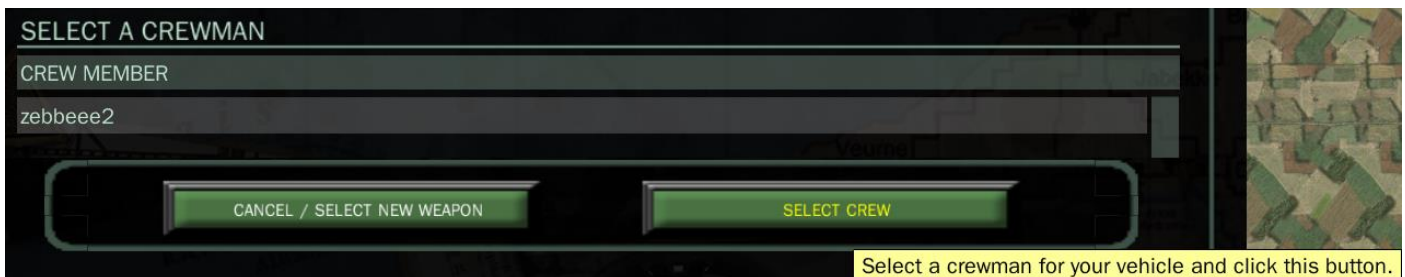 SELECT A CREWMAN
CREW MEMBER
zebbeee2
Veurne
CANCEL / SELECT NEW WEAPON
SELECT CREW
Select a crewman for your vehicle and click this button.